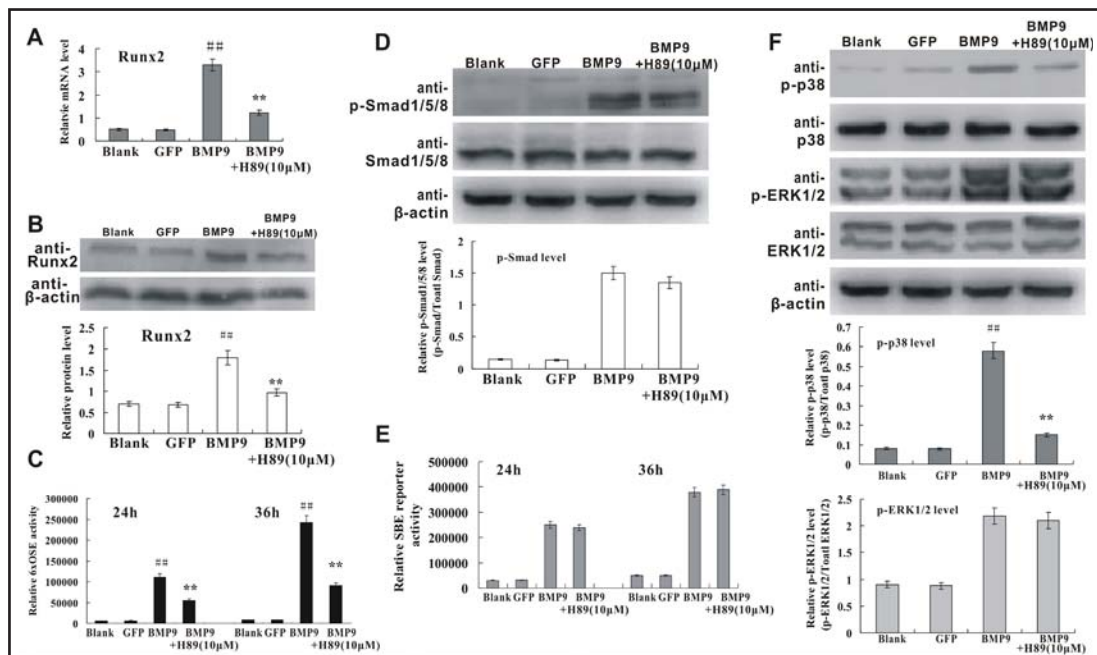 A
Runx2
##
**
Relatvie mRNA level
4
3
2
1
0
Blank
GFP
BMP9
BMP9
+H89(10μM)
B
Blank
GFP
BMP9
BMP9
+H89(10μM)
anti-
Runx2
anti-
β-actin
Runx2
##
**
Relative protein level
2.5
2
1.5
1
0.5
0
Blank
GFP
BMP9
BMP9
+H89(10μM)
C
24h
36h
##
**
##
**
Relative 6xOSE activity
300000
250000
200000
150000
100000
50000
0
Blank GFP BMP9 BMP9
+H89(10μM)
Blank GFP BMP9 BMP9
+H89(10μM)
D
Blank
GFP
BMP9
BMP9
+H89(10μM)
anti-
p-Smad1/5/8
anti-
Smad1/5/8
anti-
β-actin
p-Smad level
Relative p-Smad1/5/8 level
(p-Smad/Toatl Smad)
2
1.5
1
0.5
0
Blank
GFP
BMP9
BMP9
+H89(10μM)
E
24h
36h
Relative SBE reporter
activity
500000
400000
300000
200000
100000
0
Blank GFP BMP9 BMP9
+H89(10μM)
Blank GFP BMP9 BMP9
+H89(10μM)
F
Blank
GFP
BMP9
BMP9
+H89(10μM)
anti-
p-p38
anti-
p38
anti-
p-ERK1/2
anti-
ERK1/2
anti-
β-actin
p-p38 level
##
**
Relative p-p38 level
(p-p38/Toatl p38)
0.7
0.6
0.5
0.4
0.3
0.2
0.1
0
Blank
GFP
BMP9
BMP9
+H89(10μM)
p-ERK1/2 level
Relative p-ERK1/2 level
(p-ERK1/2/Toatl ERK1/2)
2.5
2
1.5
1
0.5
0
Blank
GFP
BMP9
BMP9
+H89(10μM)